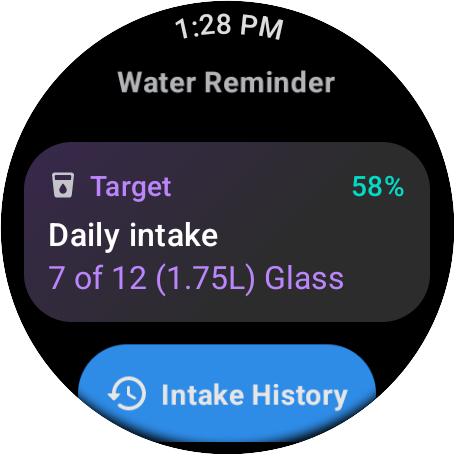 1:28 PM
Water Reminder
Target 58%
Daily intake
7 of 12 (1.75L) Glass
Intake History